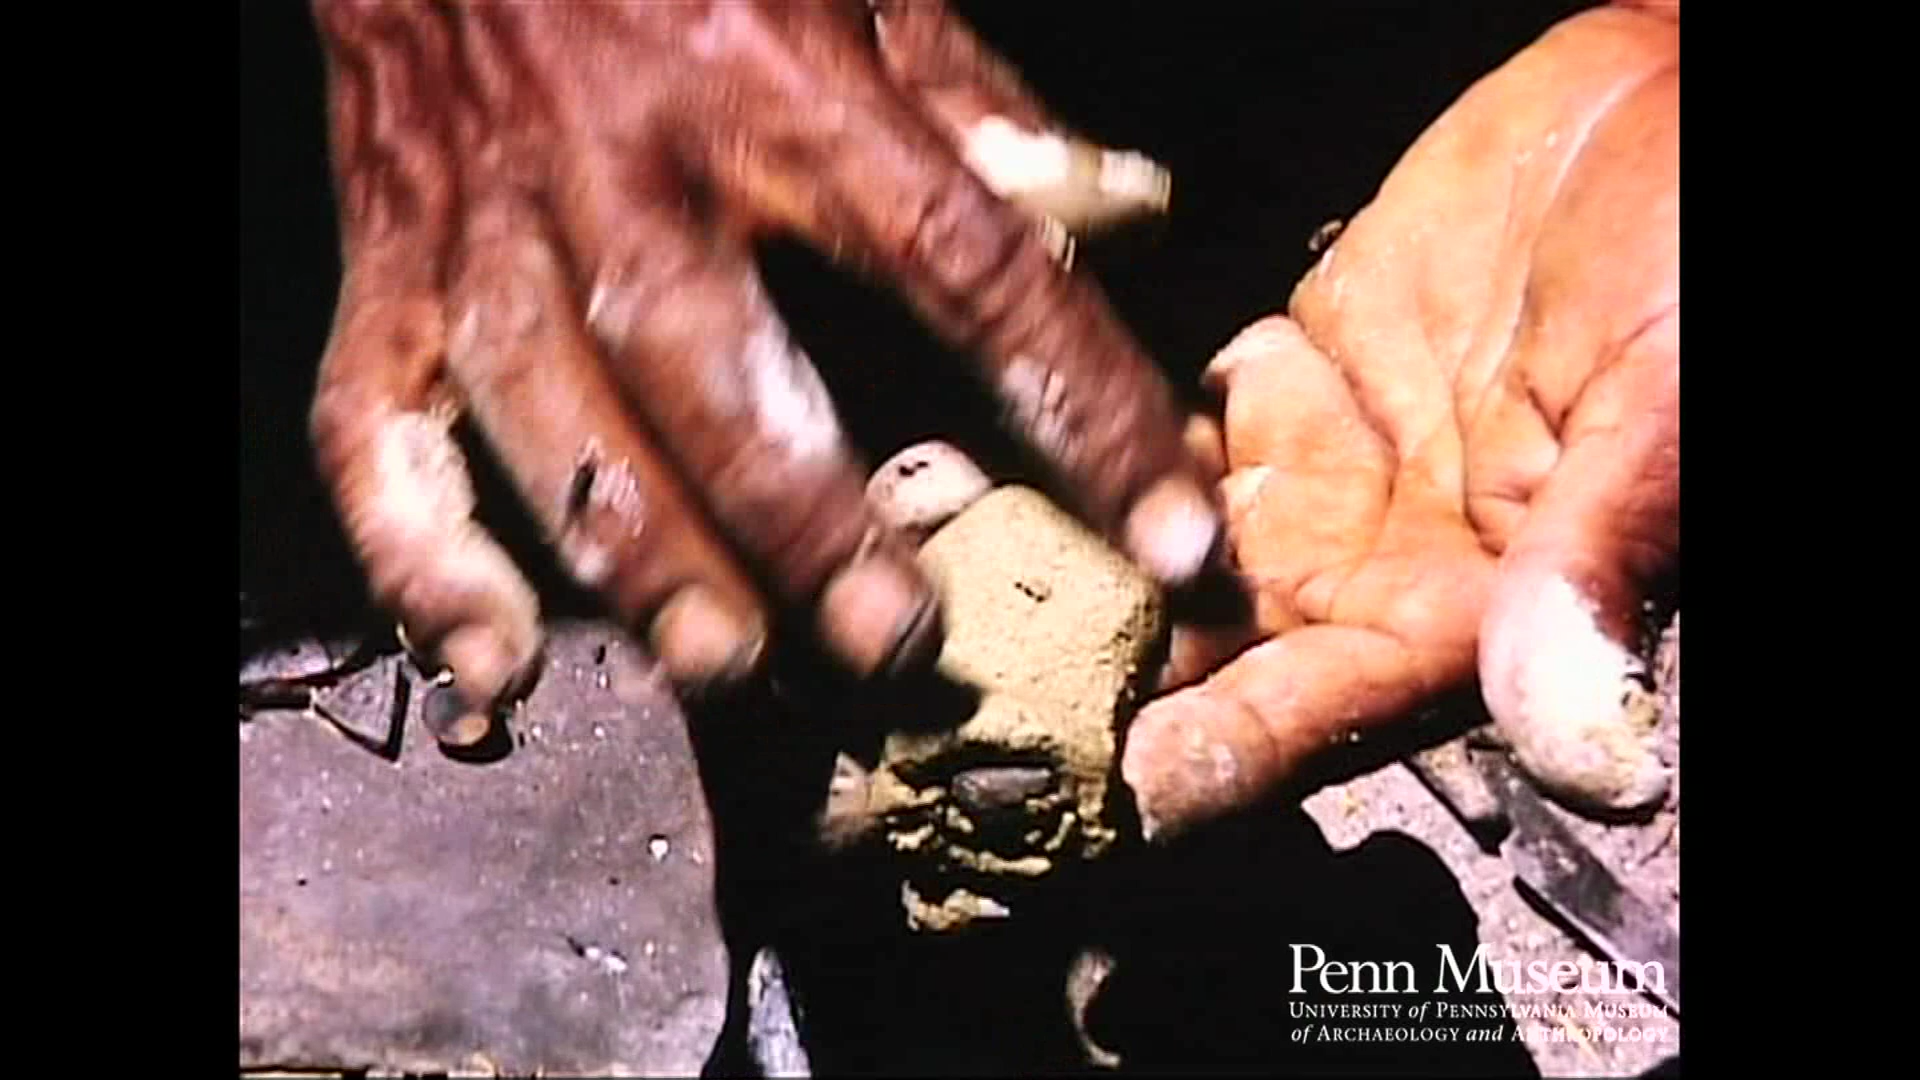 Penn Museum
UNIVERSITY of PENNSYLVANIA MUSEUM
of ARCHAEOLOGY and ANTHROPOLOGY